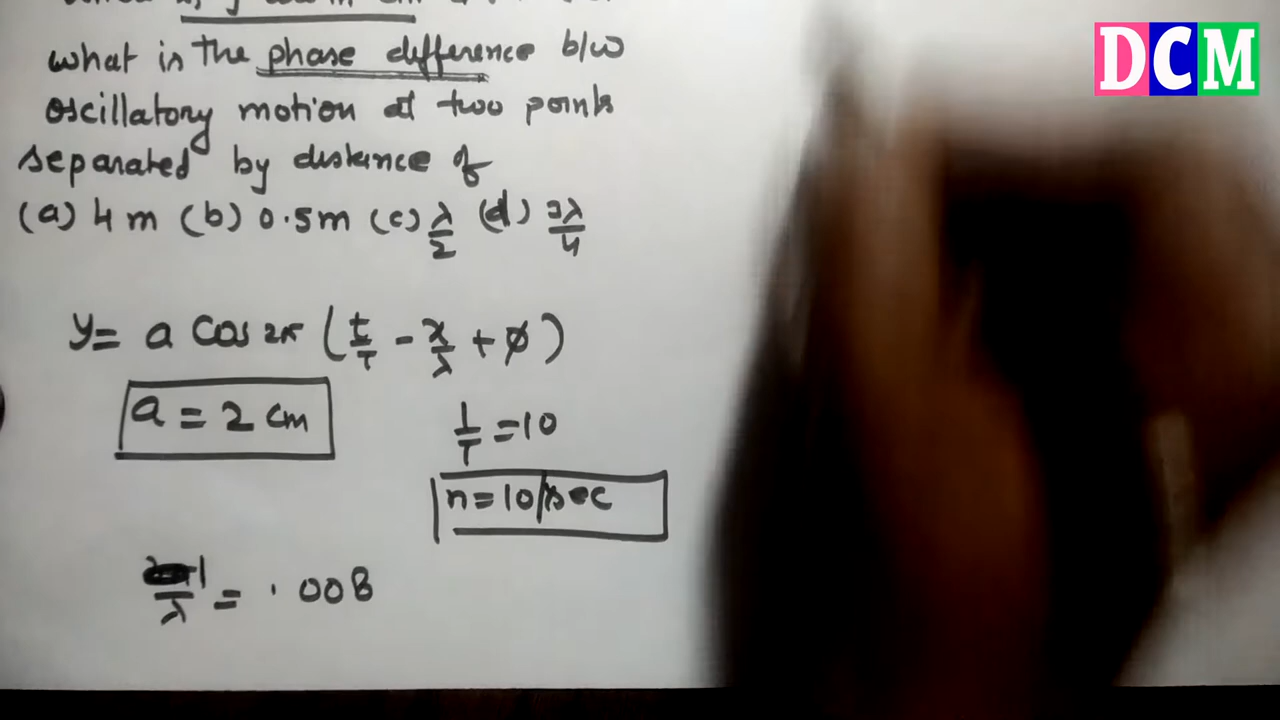 what is the phase difference b/w
DCM
oscillatory motion at two points
separated by distance of
(a) 4 m (b) 0.5m (c) λ/2 (d) 3λ/4
y = a cos 2π (t/T - x/λ + φ)
a = 2 cm
1/T = 10
n = 10/sec
1/λ = .008